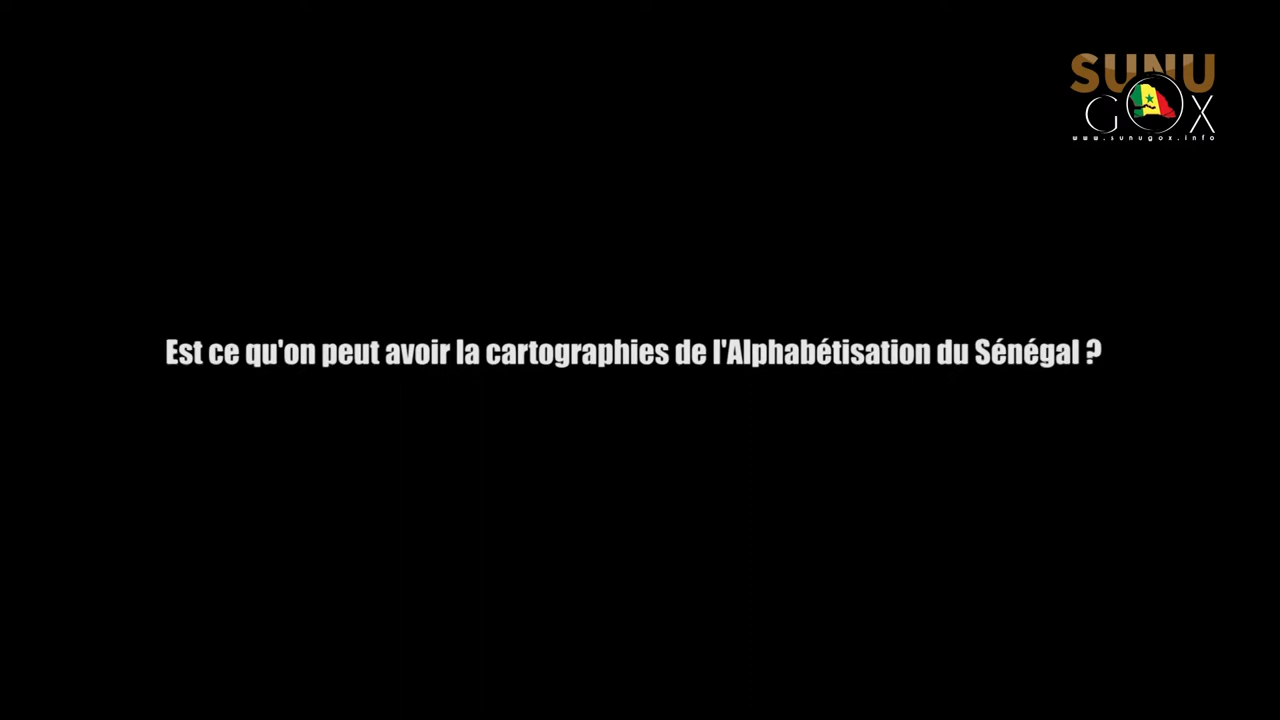 SUNU
GOX
www.sunugox.info
Est ce qu'on peut avoir la cartographies de l'Alphabétisation du Sénégal ?